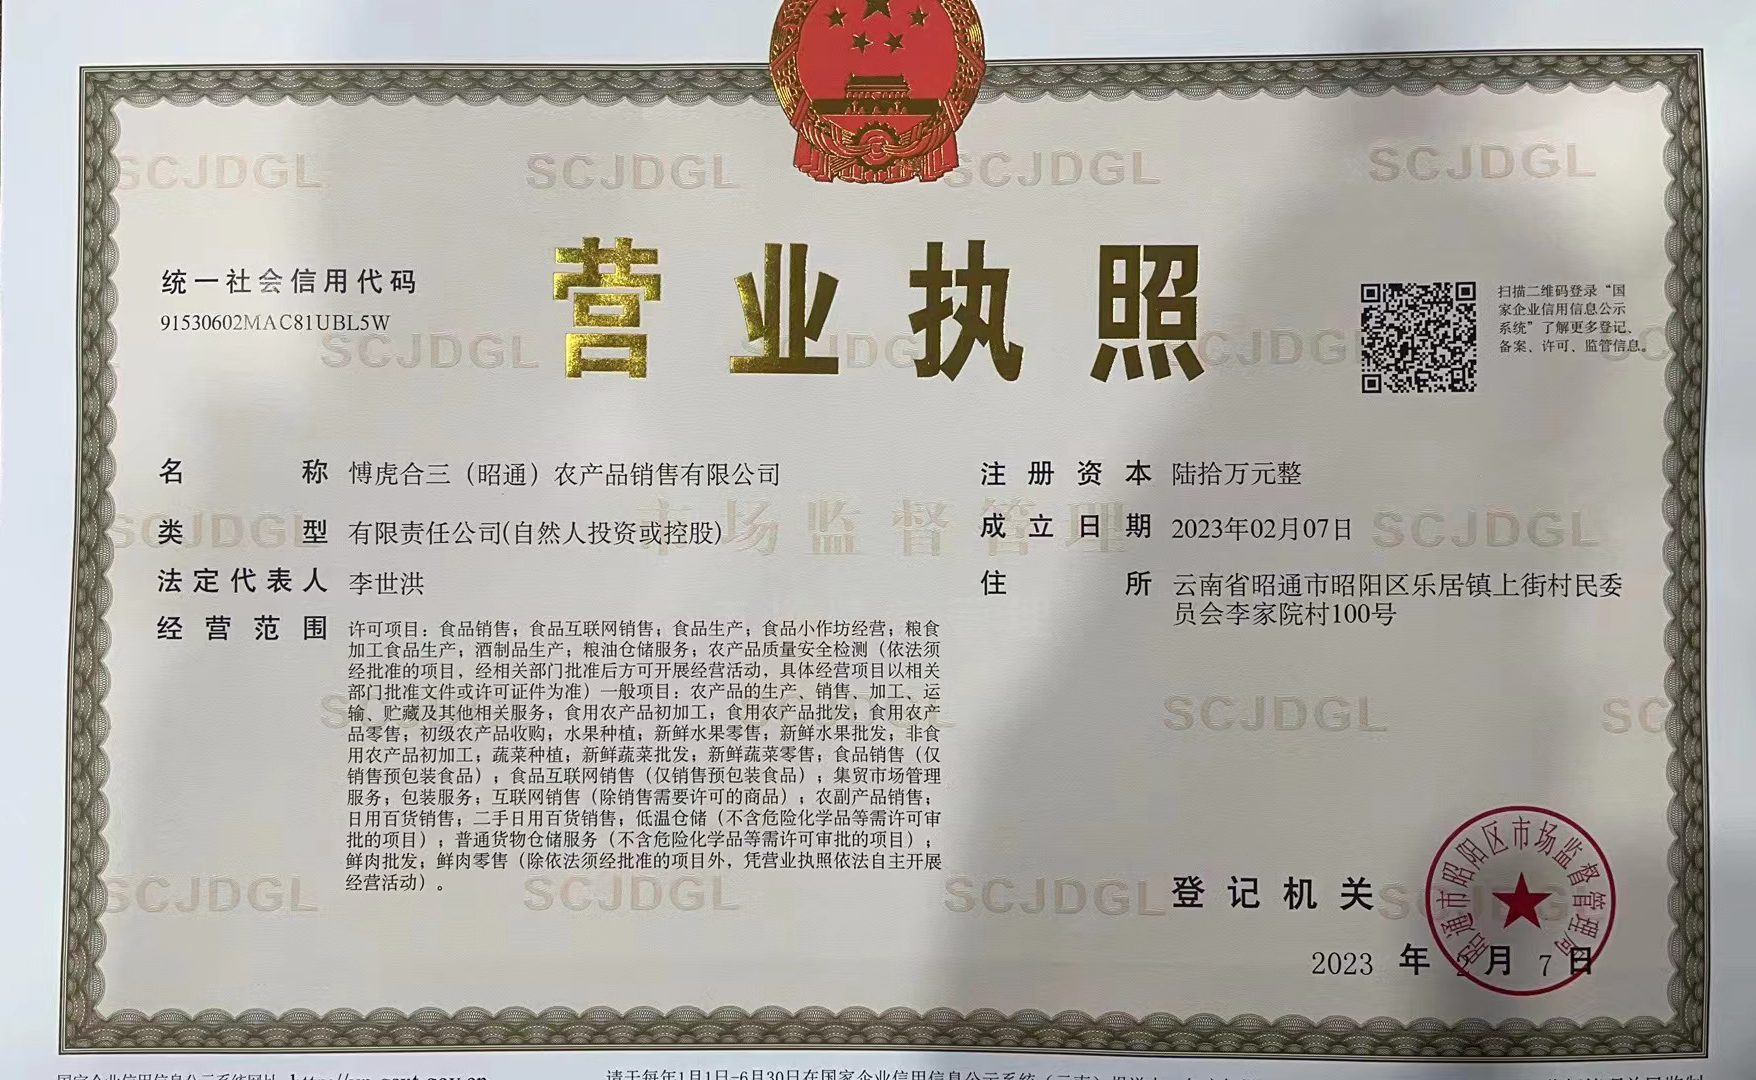 营业执照
统一社会信用代码
91530602MAC81UBL5W
扫描二维码登录“国
家企业信用信息公示
系统”了解更多登记、
备案、许可、监管信息。
名称 愽虎合三（昭通）农产品销售有限公司
类型 有限责任公司(自然人投资或控股)
法定代表人 李世洪
经营范围 许可项目：食品销售；食品互联网销售；食品生产；食品小作坊经营；粮食
加工食品生产；酒制品生产；粮油仓储服务；农产品质量安全检测（依法须
经批准的项目，经相关部门批准后方可开展经营活动，具体经营项目以相关
部门批准文件或许可证件为准）一般项目：农产品的生产、销售、加工、运
输、贮藏及其他相关服务；食用农产品初加工；食用农产品批发；食用农产
品零售；初级农产品收购；水果种植；新鲜水果零售；新鲜水果批发；非食
用农产品初加工；蔬菜种植；新鲜蔬菜批发；新鲜蔬菜零售；食品销售（仅
销售预包装食品）；食品互联网销售（仅销售预包装食品）；集贸市场管理
服务；包装服务；互联网销售（除销售需要许可的商品）；农副产品销售；
日用百货销售；二手日用百货销售；低温仓储（不含危险化学品等需许可审
批的项目）；普通货物仓储服务（不含危险化学品等需许可审批的项目）；
鲜肉批发；鲜肉零售（除依法须经批准的项目外，凭营业执照依法自主开展
经营活动）。
注册资本 陆拾万元整
成立日期 2023年02月07日
住所 云南省昭通市昭阳区乐居镇上街村民委
员会李家院村100号
登记机关
昭通市昭阳区市场监督管理局
2023 年 2 月 7 日
SCJDGL
市场监督管理